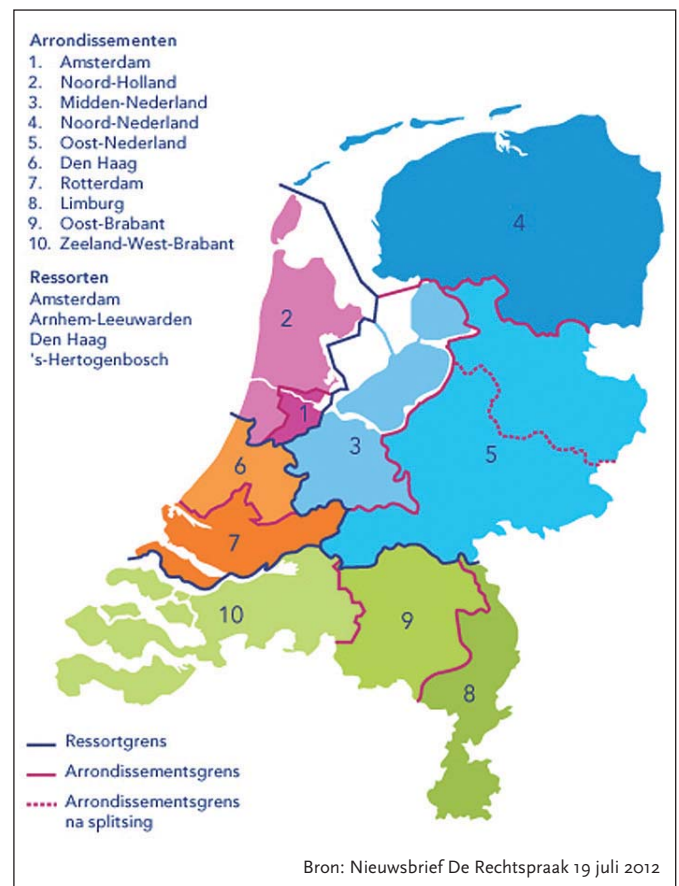 Arrondissementen
1. Amsterdam
2. Noord-Holland
3. Midden-Nederland
4. Noord-Nederland
5. Oost-Nederland
6. Den Haag
7. Rotterdam
8. Limburg
9. Oost-Brabant
10. Zeeland-West-Brabant
Ressorten
Amsterdam
Arnhem-Leeuwarden
Den Haag
's-Hertogenbosch
4
2
1
3
5
6
7
10
9
8
Ressortgrens
Arrondissementsgrens
Arrondissementsgrens
na splitsing
Bron: Nieuwsbrief De Rechtspraak 19 juli 2012